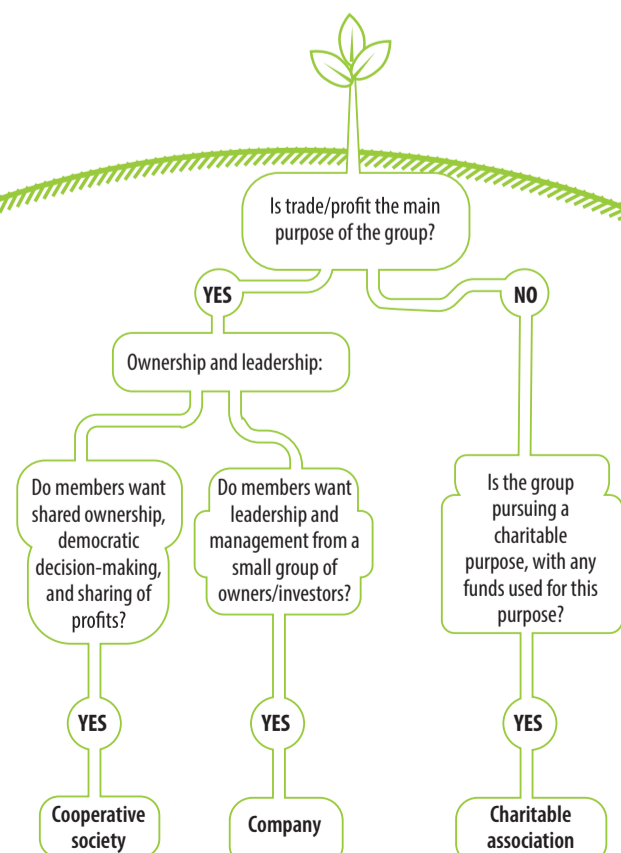 Is trade/profit the main
purpose of the group?
YES
NO
Ownership and leadership:
Do members want
shared ownership,
democratic
decision-making,
and sharing of
profits?
Do members want
leadership and
management from a
small group of
owners/investors?
Is the group
pursuing a
charitable
purpose, with any
funds used for this
purpose?
YES
YES
YES
Cooperative
society
Company
Charitable
association